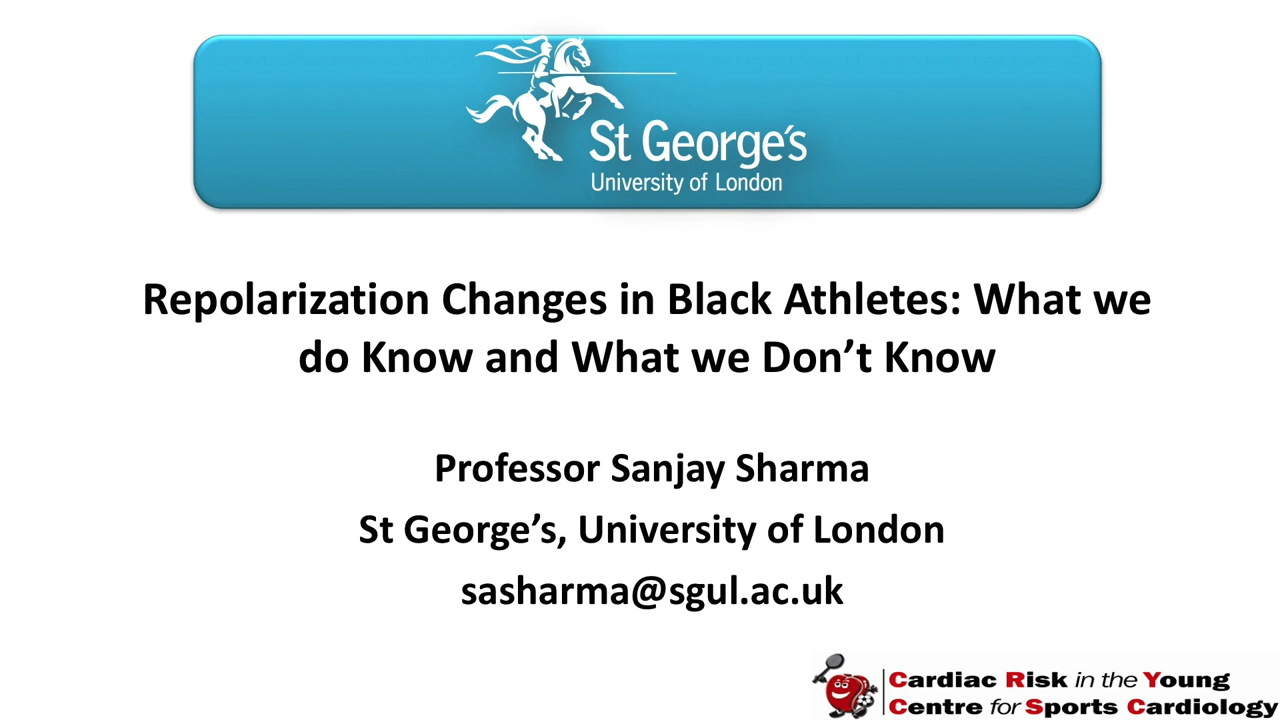 St George's
University of London
Repolarization Changes in Black Athletes: What we
do Know and What we Don’t Know
Professor Sanjay Sharma
St George’s, University of London
sasharma@sgul.ac.uk
Cardiac Risk in the Young
Centre for Sports Cardiology